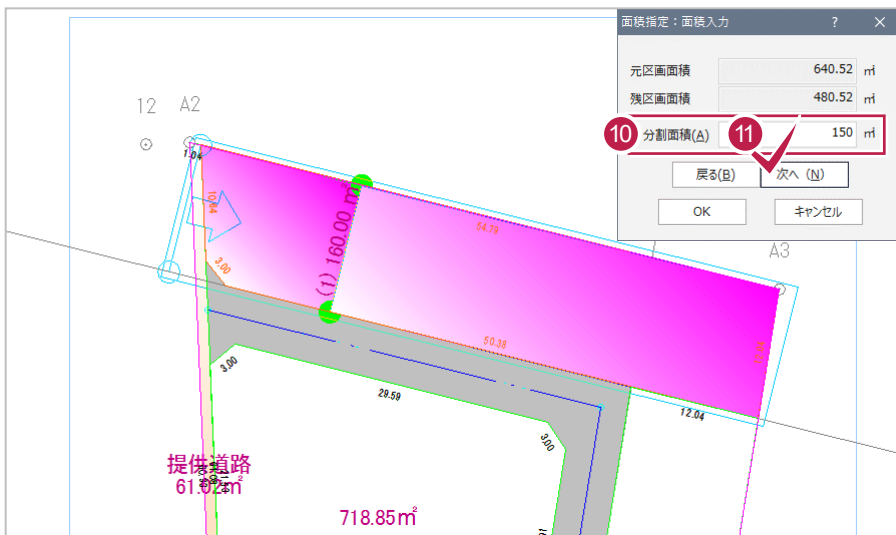 面積指定：面積入力 ? ×
元区画面積 640.52 ㎡
残区画面積 480.52 ㎡
10 分割面積(A) 11 150 ㎡
戻る(B) 次へ (N)
OK キャンセル
12 A2
A3
1.04
10.64
3.00
(1) 160.00 ㎡
54.79
50.38
12.04
3.00
29.59
3.00
提供道路
61.02㎡
718.85㎡